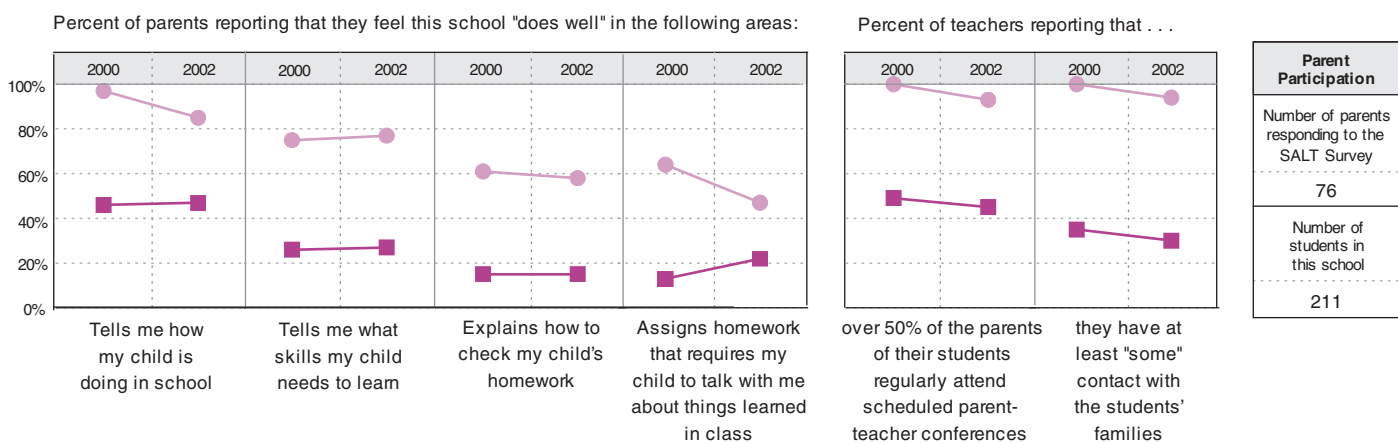 Percent of parents reporting that they feel this school "does well" in the following areas:
2000 2002 2000 2002 2000 2002 2000 2002
100%
80%
60%
40%
20%
0%
Tells me how
my child is
doing in school
Tells me what
skills my child
needs to learn
Explains how to
check my child's
homework
Assigns homework
that requires my
child to talk with me
about things learned
in class
Percent of teachers reporting that . . .
2000 2002 2000 2002
over 50% of the parents
of their students
regularly attend
scheduled parent-
teacher conferences
they have at
least "some"
contact with
the students’
families
Parent
Participation
Number of parents
responding to the
SALT Survey
76
Number of
students in
this school
211